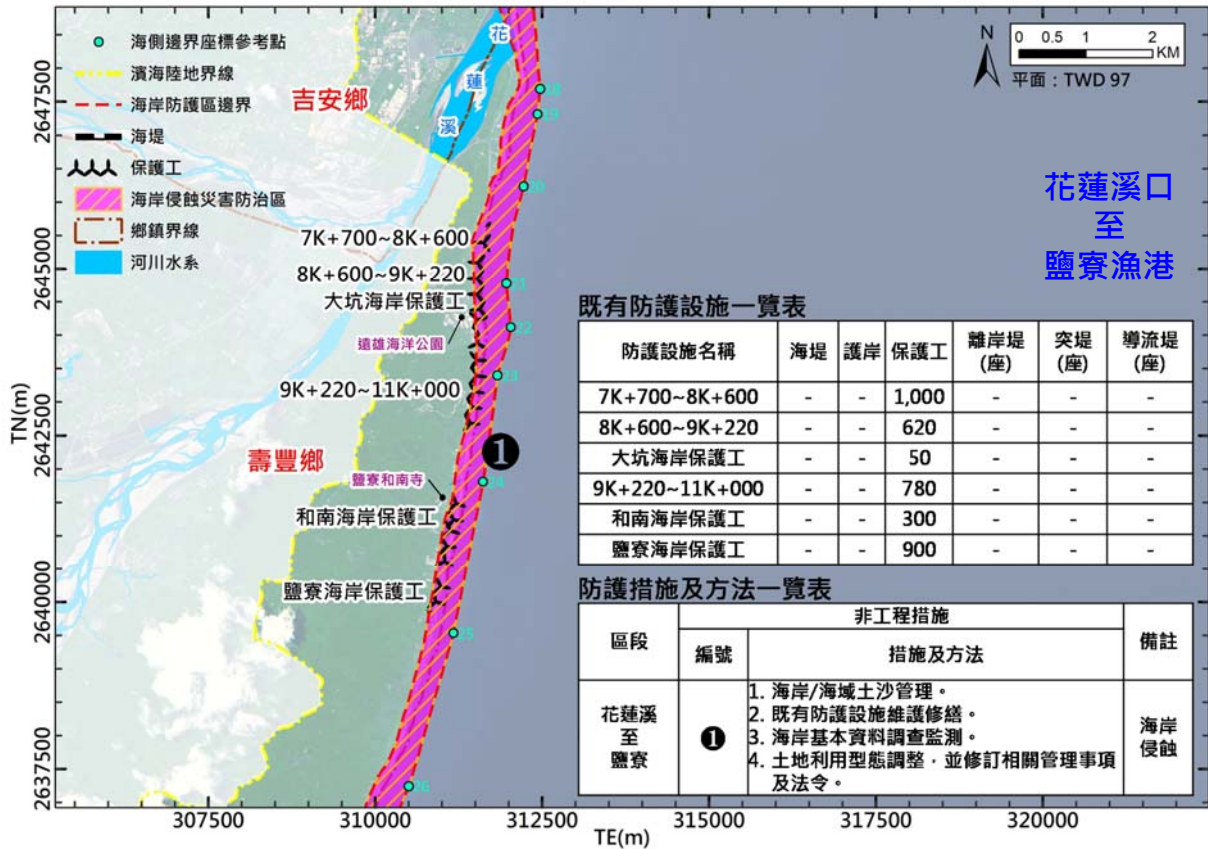 海側邊界座標參考點
濱海陸地界線
海岸防護區邊界
海堤
保護工
海岸侵蝕災害防治區
鄉鎮界線
河川水系
吉安鄉
花
蓮
溪
N
0 0.5 1 2
KM
平面：TWD 97
花蓮溪口
至
鹽寮漁港
18
19
20
21
22
23
24
25
26
7K+700~8K+600
8K+600~9K+220
大坑海岸保護工
遠雄海洋公園
9K+220~11K+000
壽豐鄉
鹽寮和南寺
和南海岸保護工
鹽寮海岸保護工
1
既有防護設施一覽表
防護設施名稱 海堤 護岸 保護工 離岸堤(座) 突堤(座) 導流堤(座)
7K+700~8K+600 - - 1,000 - - -
8K+600~9K+220 - - 620 - - -
大坑海岸保護工 - - 50 - - -
9K+220~11K+000 - - 780 - - -
和南海岸保護工 - - 300 - - -
鹽寮海岸保護工 - - 900 - - -
防護措施及方法一覽表
區段 非工程措施 備註
編號 措施及方法
花蓮溪
至
鹽寮
1
1. 海岸/海域土沙管理。
2. 既有防護設施維護修繕。
3. 海岸基本資料調查監測。
4. 土地利用型態調整，並修訂相關管理事項
及法令。
海岸
侵蝕
TN(m)
2647500
2645000
2642500
2640000
2637500
307500 310000 312500 315000 317500 320000
TE(m)